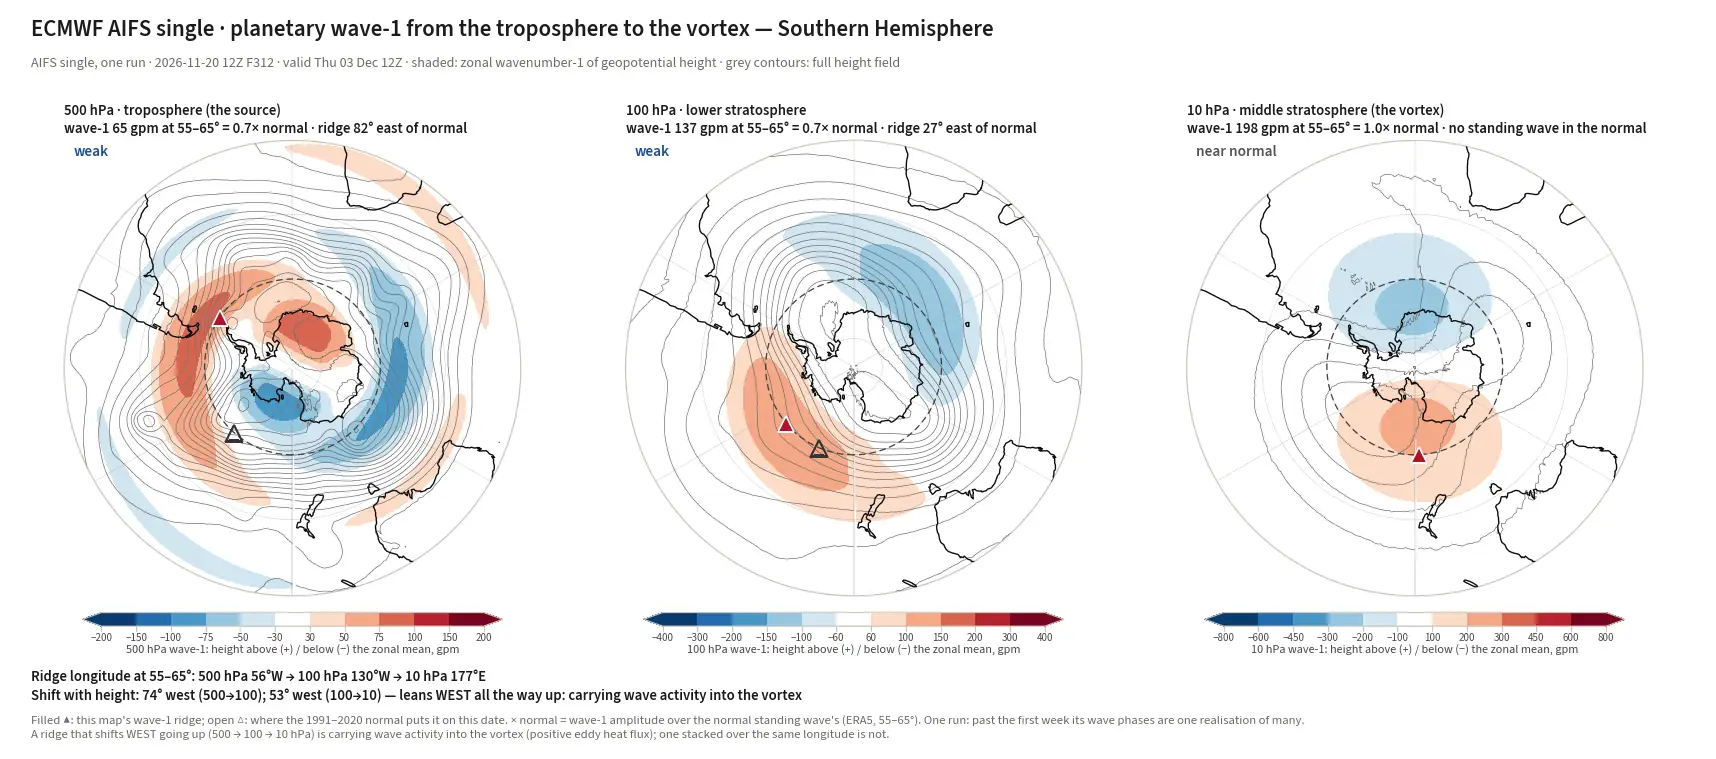 ECMWF AIFS single · planetary wave-1 from the troposphere to the vortex — Southern Hemisphere
AIFS single, one run · 2026-11-20 12Z F312 · valid Thu 03 Dec 12Z · shaded: zonal wavenumber-1 of geopotential height · grey contours: full height field
500 hPa · troposphere (the source)
wave-1 65 gpm at 55–65° = 0.7× normal · ridge 82° east of normal
weak
100 hPa · lower stratosphere
wave-1 137 gpm at 55–65° = 0.7× normal · ridge 27° east of normal
weak
10 hPa · middle stratosphere (the vortex)
wave-1 198 gpm at 55–65° = 1.0× normal · no standing wave in the normal
near normal
−200 −150 −100 −75 −50 −30 30 50 75 100 150 200
500 hPa wave-1: height above (+) / below (−) the zonal mean, gpm
−400 −300 −200 −150 −100 −60 60 100 150 200 300 400
100 hPa wave-1: height above (+) / below (−) the zonal mean, gpm
−800 −600 −450 −300 −200 −100 100 200 300 450 600 800
10 hPa wave-1: height above (+) / below (−) the zonal mean, gpm
Ridge longitude at 55–65°: 500 hPa 56°W → 100 hPa 130°W → 10 hPa 177°E
Shift with height: 74° west (500→100); 53° west (100→10) — leans WEST all the way up: carrying wave activity into the vortex
Filled ▲: this map's wave-1 ridge; open △: where the 1991–2020 normal puts it on this date. × normal = wave-1 amplitude over the normal standing wave's (ERA5, 55–65°). One run: past the first week its wave phases are one realisation of many.
A ridge that shifts WEST going up (500 → 100 → 10 hPa) is carrying wave activity into the vortex (positive eddy heat flux); one stacked over the same longitude is not.